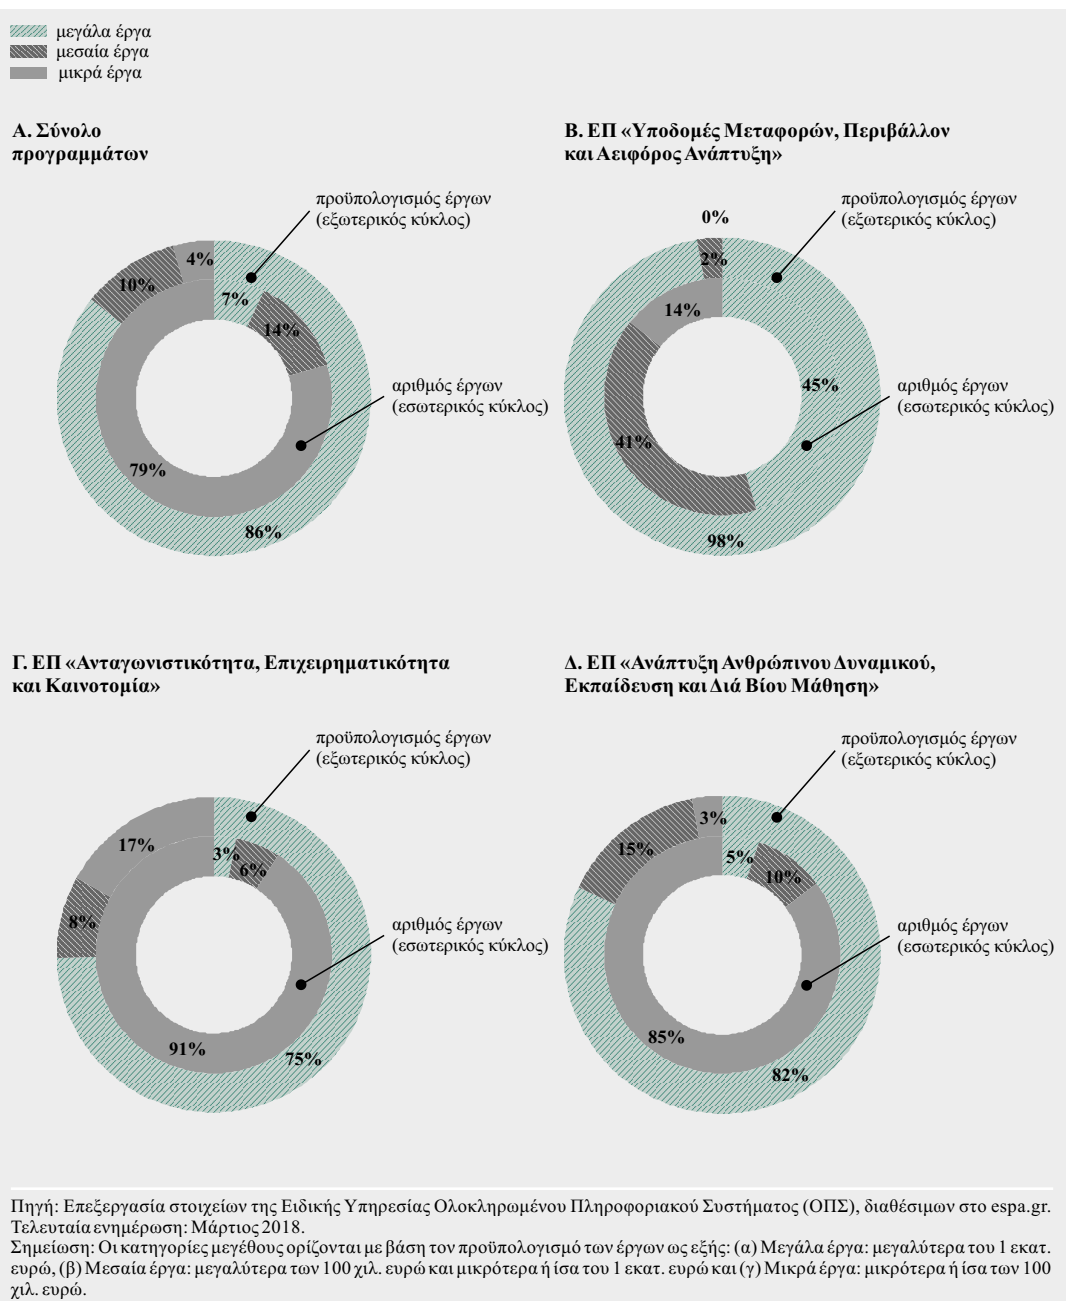 μεγάλα έργα
μεσαία έργα
μικρά έργα
Α. Σύνολο
προγραμμάτων
προϋπολογισμός έργων
(εξωτερικός κύκλος)
4%
10%
7%
14%
αριθμός έργων
(εσωτερικός κύκλος)
79%
86%
Β. ΕΠ «Υποδομές Μεταφορών, Περιβάλλον
και Αειφόρος Ανάπτυξη»
προϋπολογισμός έργων
(εξωτερικός κύκλος)
0%
2%
14%
45%
αριθμός έργων
(εσωτερικός κύκλος)
41%
98%
Γ. ΕΠ «Ανταγωνιστικότητα, Επιχειρηματικότητα
και Καινοτομία»
προϋπολογισμός έργων
(εξωτερικός κύκλος)
17%
3%
6%
8%
αριθμός έργων
(εσωτερικός κύκλος)
91%
75%
Δ. ΕΠ «Ανάπτυξη Ανθρώπινου Δυναμικού,
Εκπαίδευση και Διά Βίου Μάθηση»
προϋπολογισμός έργων
(εξωτερικός κύκλος)
3%
15%
5%
10%
αριθμός έργων
(εσωτερικός κύκλος)
85%
82%
Πηγή: Επεξεργασία στοιχείων της Ειδικής Υπηρεσίας Ολοκληρωμένου Πληροφοριακού Συστήματος (ΟΠΣ), διαθέσιμων στο espa.gr.
Τελευταία ενημέρωση: Μάρτιος 2018.
Σημείωση: Οι κατηγορίες μεγέθους ορίζονται με βάση τον προϋπολογισμό των έργων ως εξής: (α) Μεγάλα έργα: μεγαλύτερα του 1 εκατ.
ευρώ, (β) Μεσαία έργα: μεγαλύτερα των 100 χιλ. ευρώ και μικρότερα ή ίσα του 1 εκατ. ευρώ και (γ) Μικρά έργα: μικρότερα ή ίσα των 100
χιλ. ευρώ.